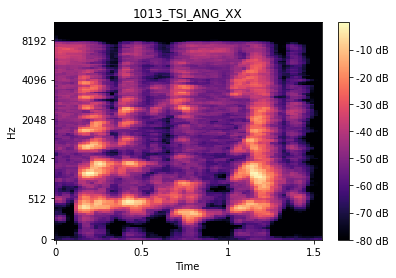 1013_TSI_ANG_XX
8192
4096
2048
1024
512
0
Hz
0
0.5
1
1.5
Time
-10 dB
-20 dB
-30 dB
-40 dB
-50 dB
-60 dB
-70 dB
-80 dB